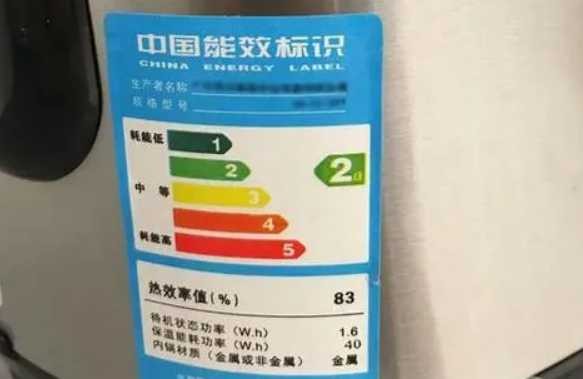 中国能效标识
CHINA ENERGY LABEL
生产者名称
规格型号
耗能低
1
2
2级
中 等
3
4
耗能高
5
热效率值(%) 83
待机状态功率(W.h) 1.6
保温能耗功率(W.h) 40
内锅材质(金属或非金属) 金属